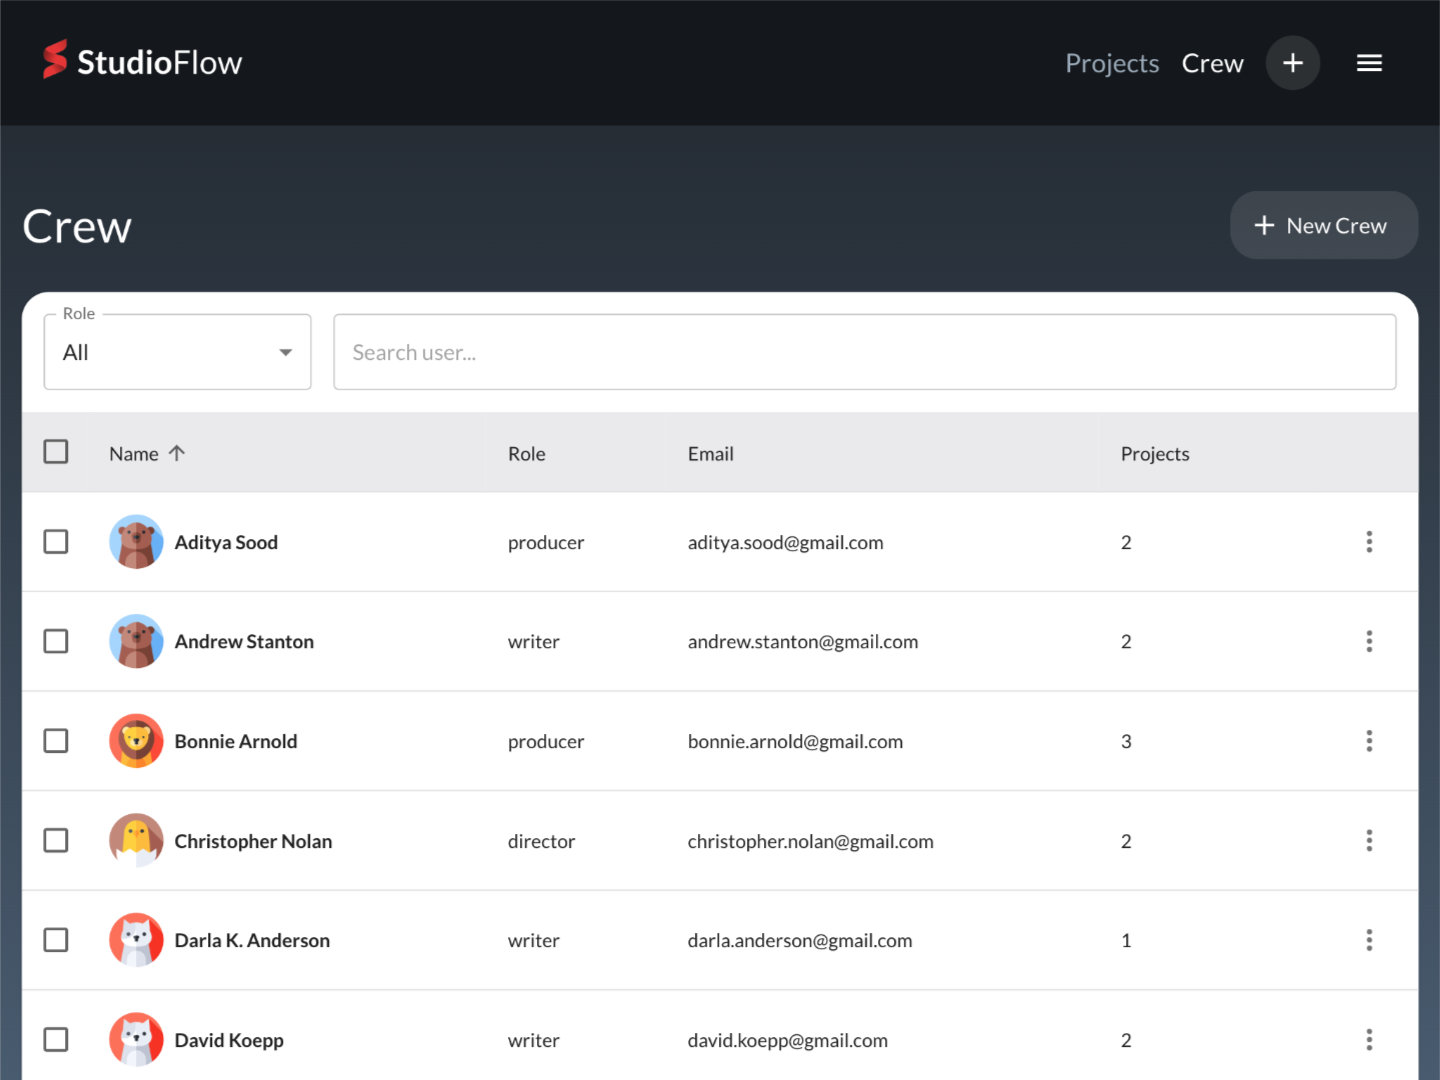 StudioFlow
Projects Crew
Crew
New Crew
Role
All
Search user...
Name Role Email Projects
Aditya Sood producer aditya.sood@gmail.com 2
Andrew Stanton writer andrew.stanton@gmail.com 2
Bonnie Arnold producer bonnie.arnold@gmail.com 3
Christopher Nolan director christopher.nolan@gmail.com 2
Darla K. Anderson writer darla.anderson@gmail.com 1
David Koepp writer david.koepp@gmail.com 2